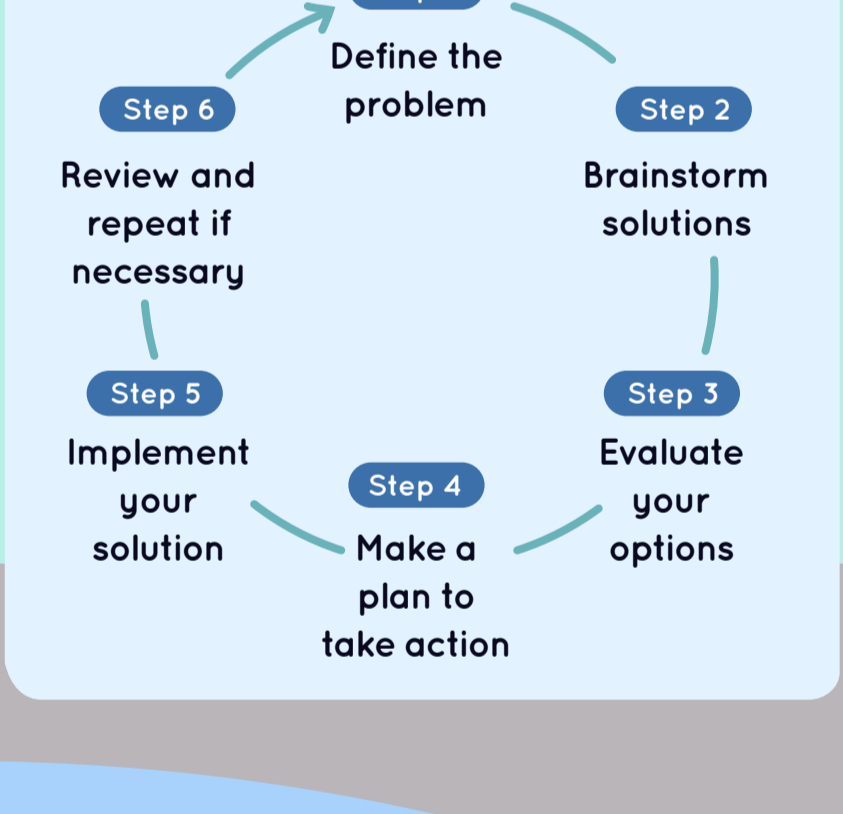 Define the
problem
Step 2
Brainstorm
solutions
Step 3
Evaluate
your
options
Step 4
Make a
plan to
take action
Step 5
Implement
your
solution
Step 6
Review and
repeat if
necessary